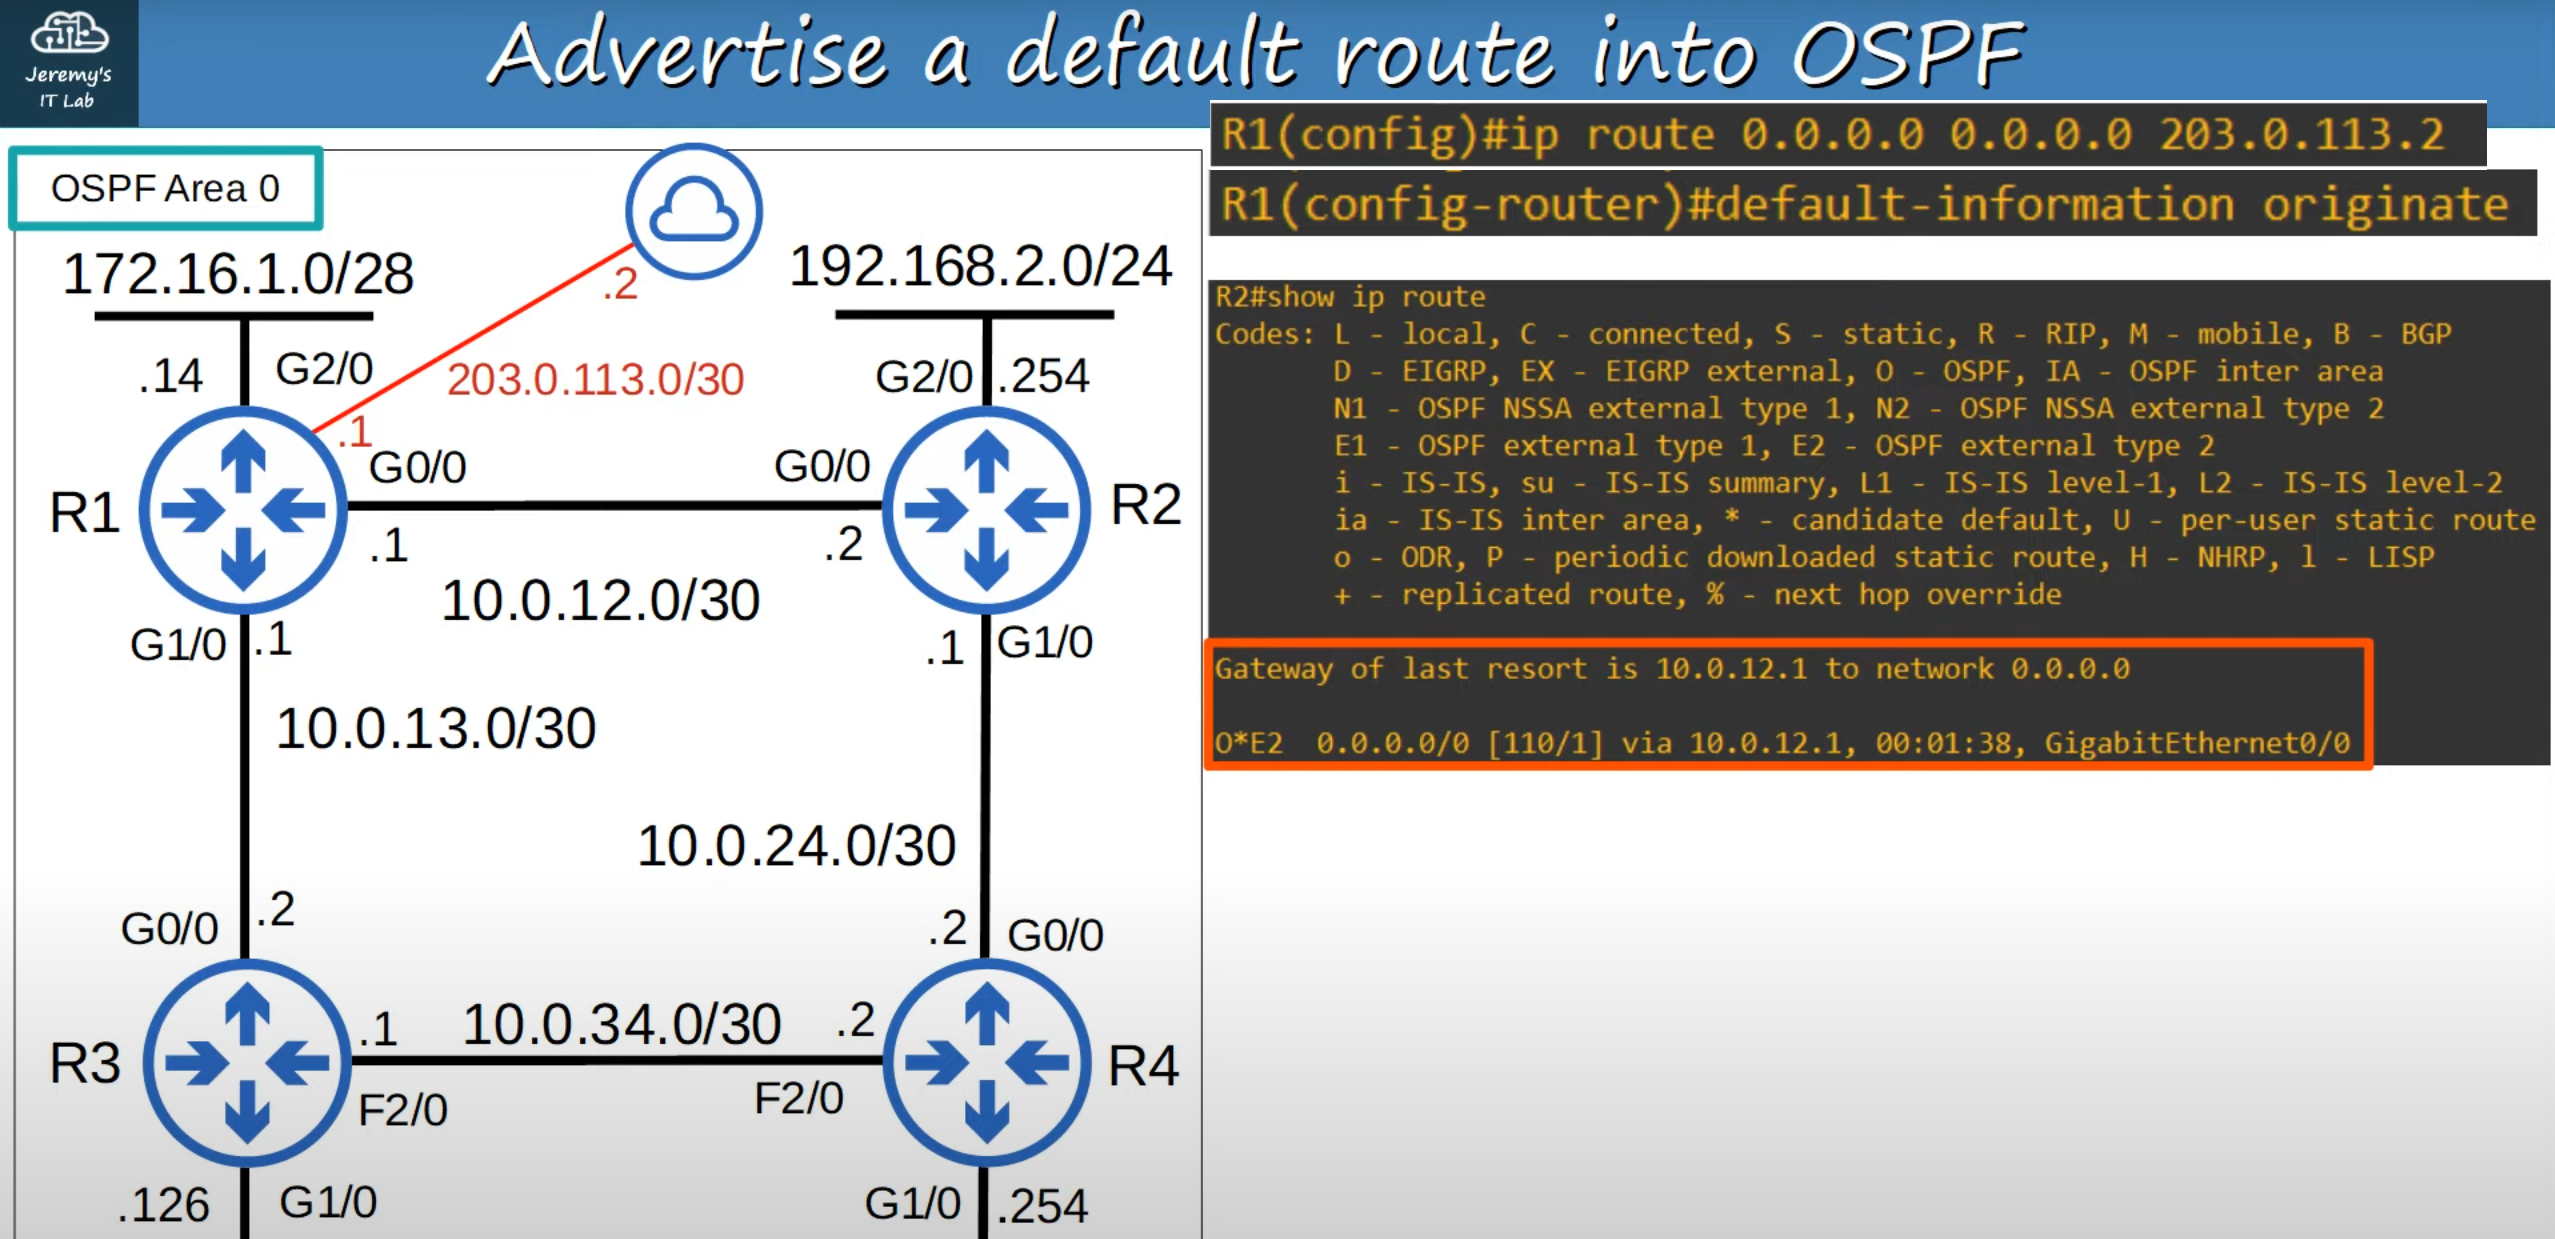 Jeremy's
IT Lab
Advertise a default route into OSPF
R1(config)#ip route 0.0.0.0 0.0.0.0 203.0.113.2
R1(config-router)#default-information originate
OSPF Area 0
172.16.1.0/28
.2
192.168.2.0/24
.14
G2/0
203.0.113.0/30
G2/0
.254
.1
G0/0
G0/0
R1
R2
.1
.2
10.0.12.0/30
G1/0
.1
.1
G1/0
10.0.13.0/30
10.0.24.0/30
G0/0
.2
.2
G0/0
R3
.1
10.0.34.0/30
.2
R4
F2/0
F2/0
.126
G1/0
G1/0
.254
R2#show ip route
Codes: L - local, C - connected, S - static, R - RIP, M - mobile, B - BGP
D - EIGRP, EX - EIGRP external, O - OSPF, IA - OSPF inter area
N1 - OSPF NSSA external type 1, N2 - OSPF NSSA external type 2
E1 - OSPF external type 1, E2 - OSPF external type 2
i - IS-IS, su - IS-IS summary, L1 - IS-IS level-1, L2 - IS-IS level-2
ia - IS-IS inter area, * - candidate default, U - per-user static route
o - ODR, P - periodic downloaded static route, H - NHRP, l - LISP
+ - replicated route, % - next hop override
Gateway of last resort is 10.0.12.1 to network 0.0.0.0
O*E2 0.0.0.0/0 [110/1] via 10.0.12.1, 00:01:38, GigabitEthernet0/0